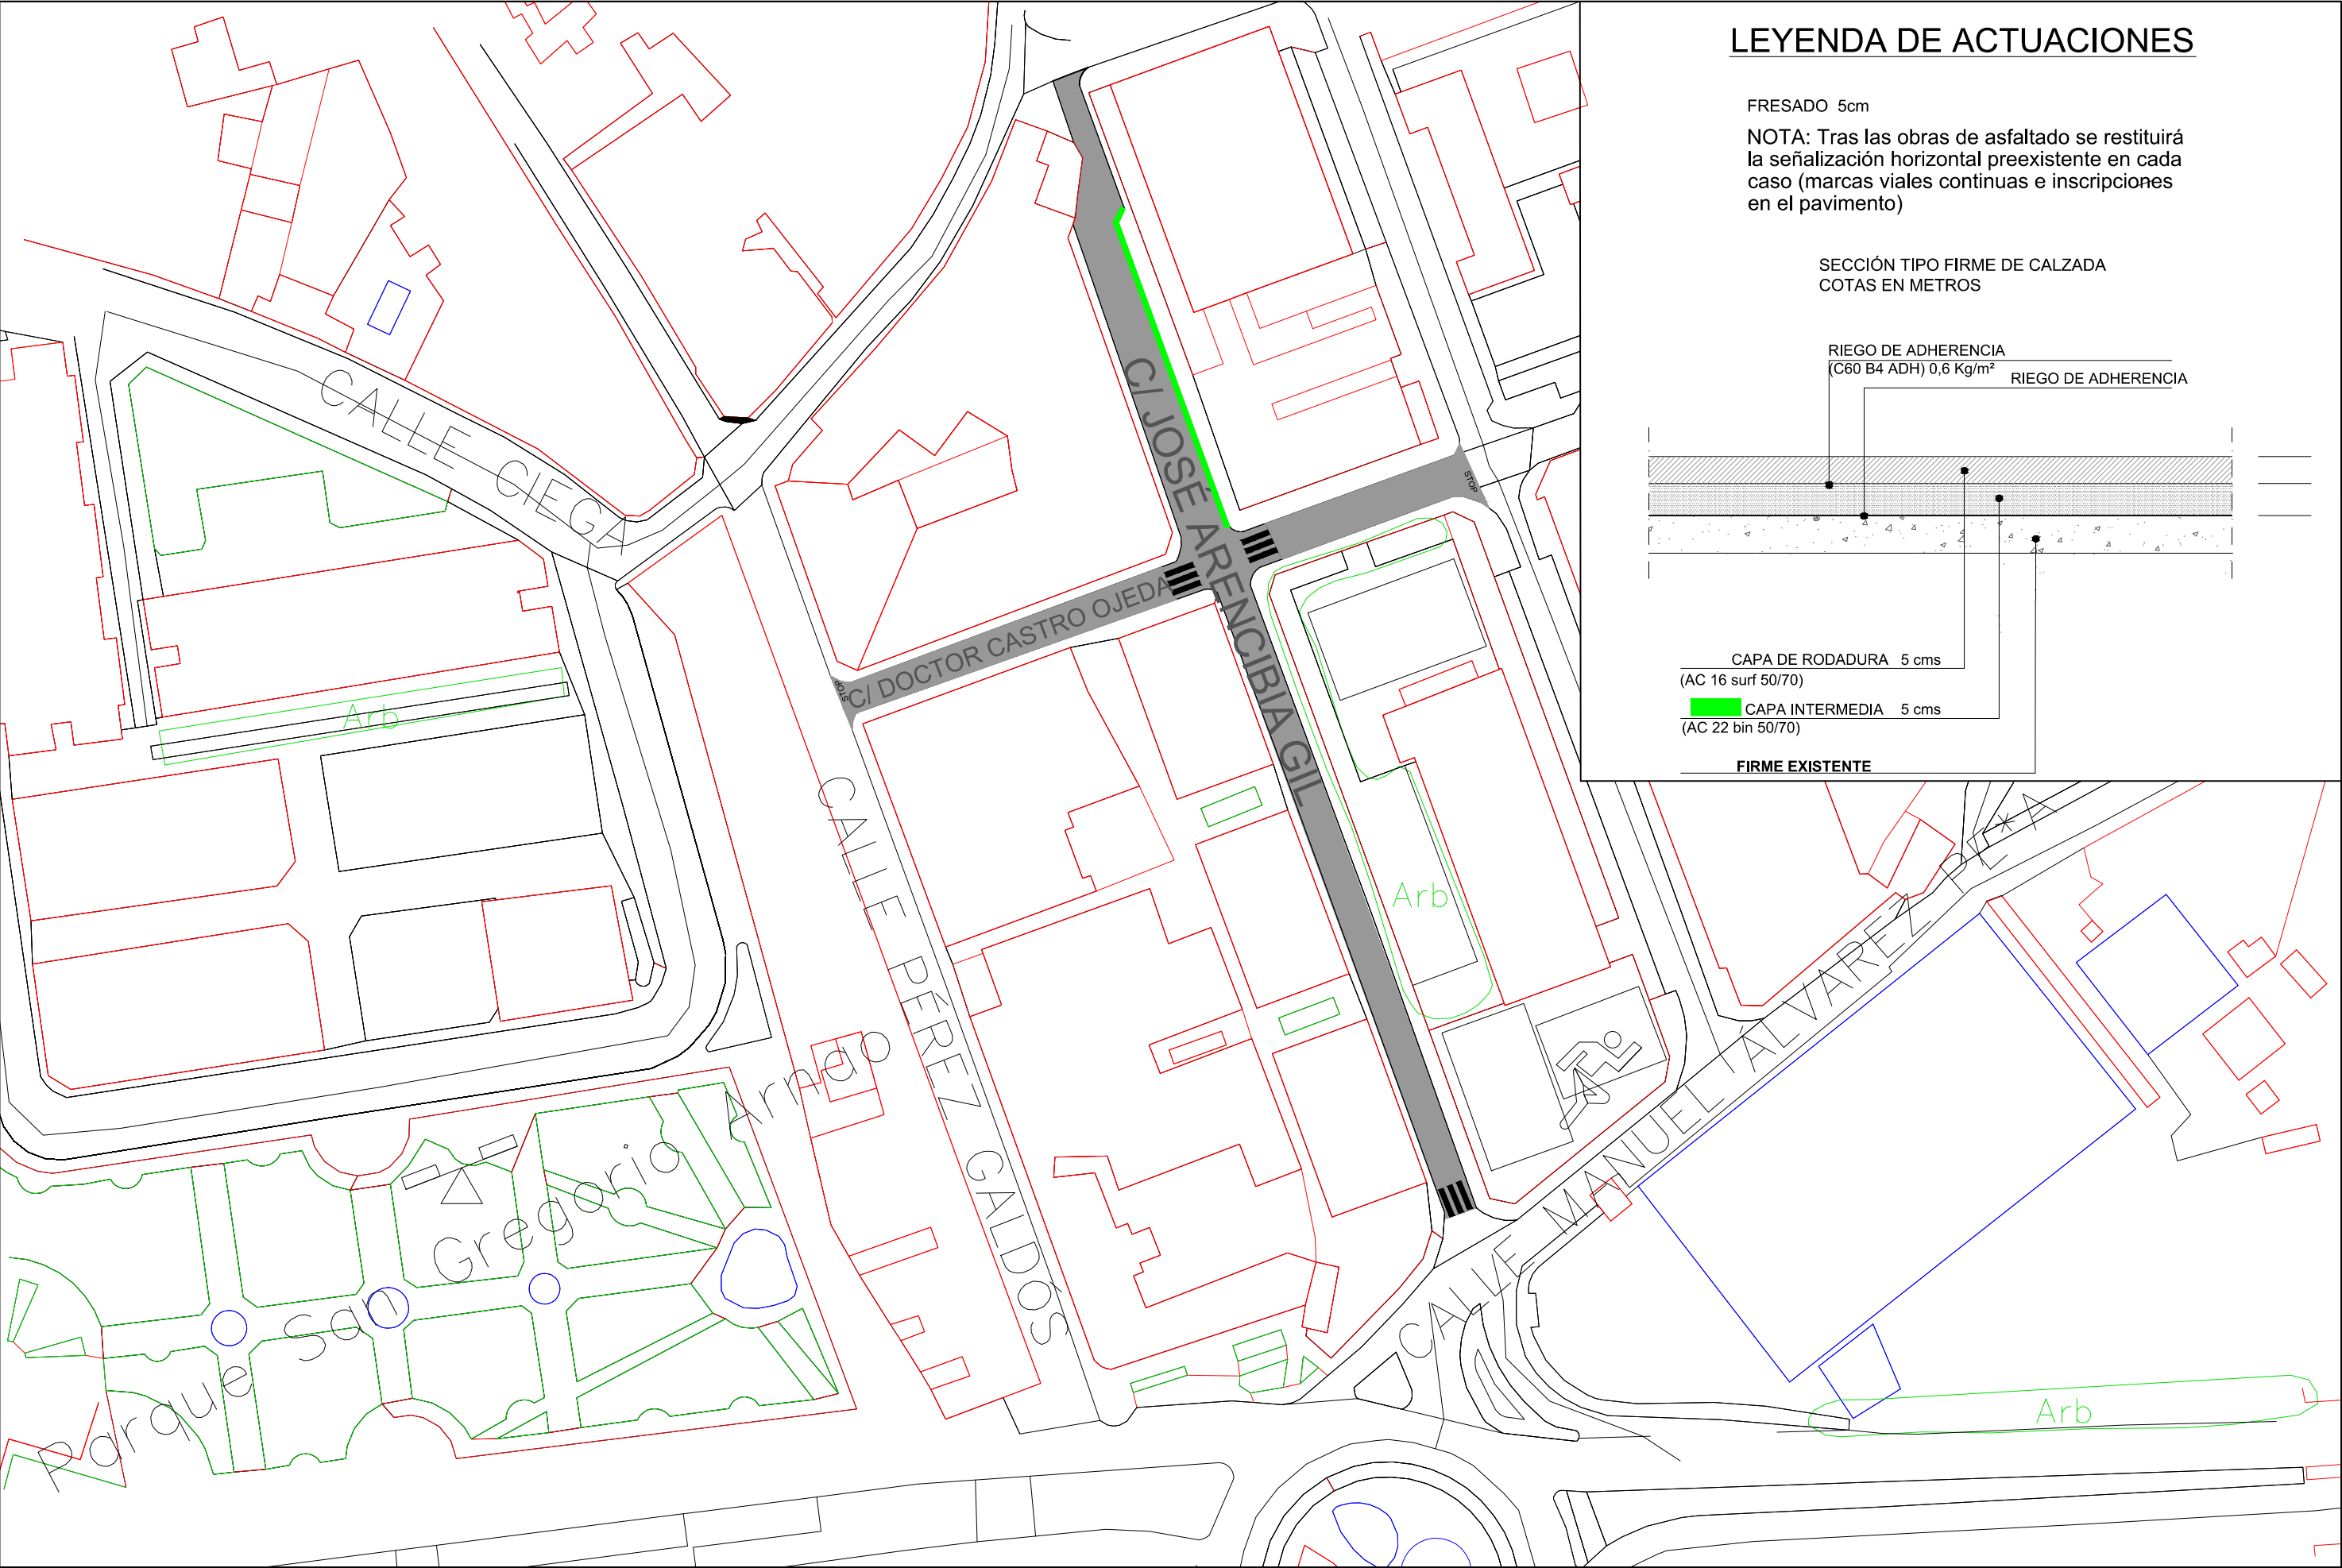 LEYENDA DE ACTUACIONES
FRESADO 5cm
NOTA: Tras las obras de asfaltado se restituirá
la señalización horizontal preexistente en cada
caso (marcas viales continuas e inscripciones
en el pavimento)
SECCIÓN TIPO FIRME DE CALZADA
COTAS EN METROS
RIEGO DE ADHERENCIA
(C60 B4 ADH) 0,6 Kg/m²
RIEGO DE ADHERENCIA
CAPA DE RODADURA 5 cms
(AC 16 surf 50/70)
CAPA INTERMEDIA 5 cms
(AC 22 bin 50/70)
FIRME EXISTENTE
CALLE CIEGA
C/ JOSÉ ARENCIBIA GIL
STOP
C/ DOCTOR CASTRO OJEDA
STOP
Arb
CALLE PÉREZ GALDÓS
Arb
CALLE MANUEL ÁLVAREZ
Parque San Gregorio
Arb